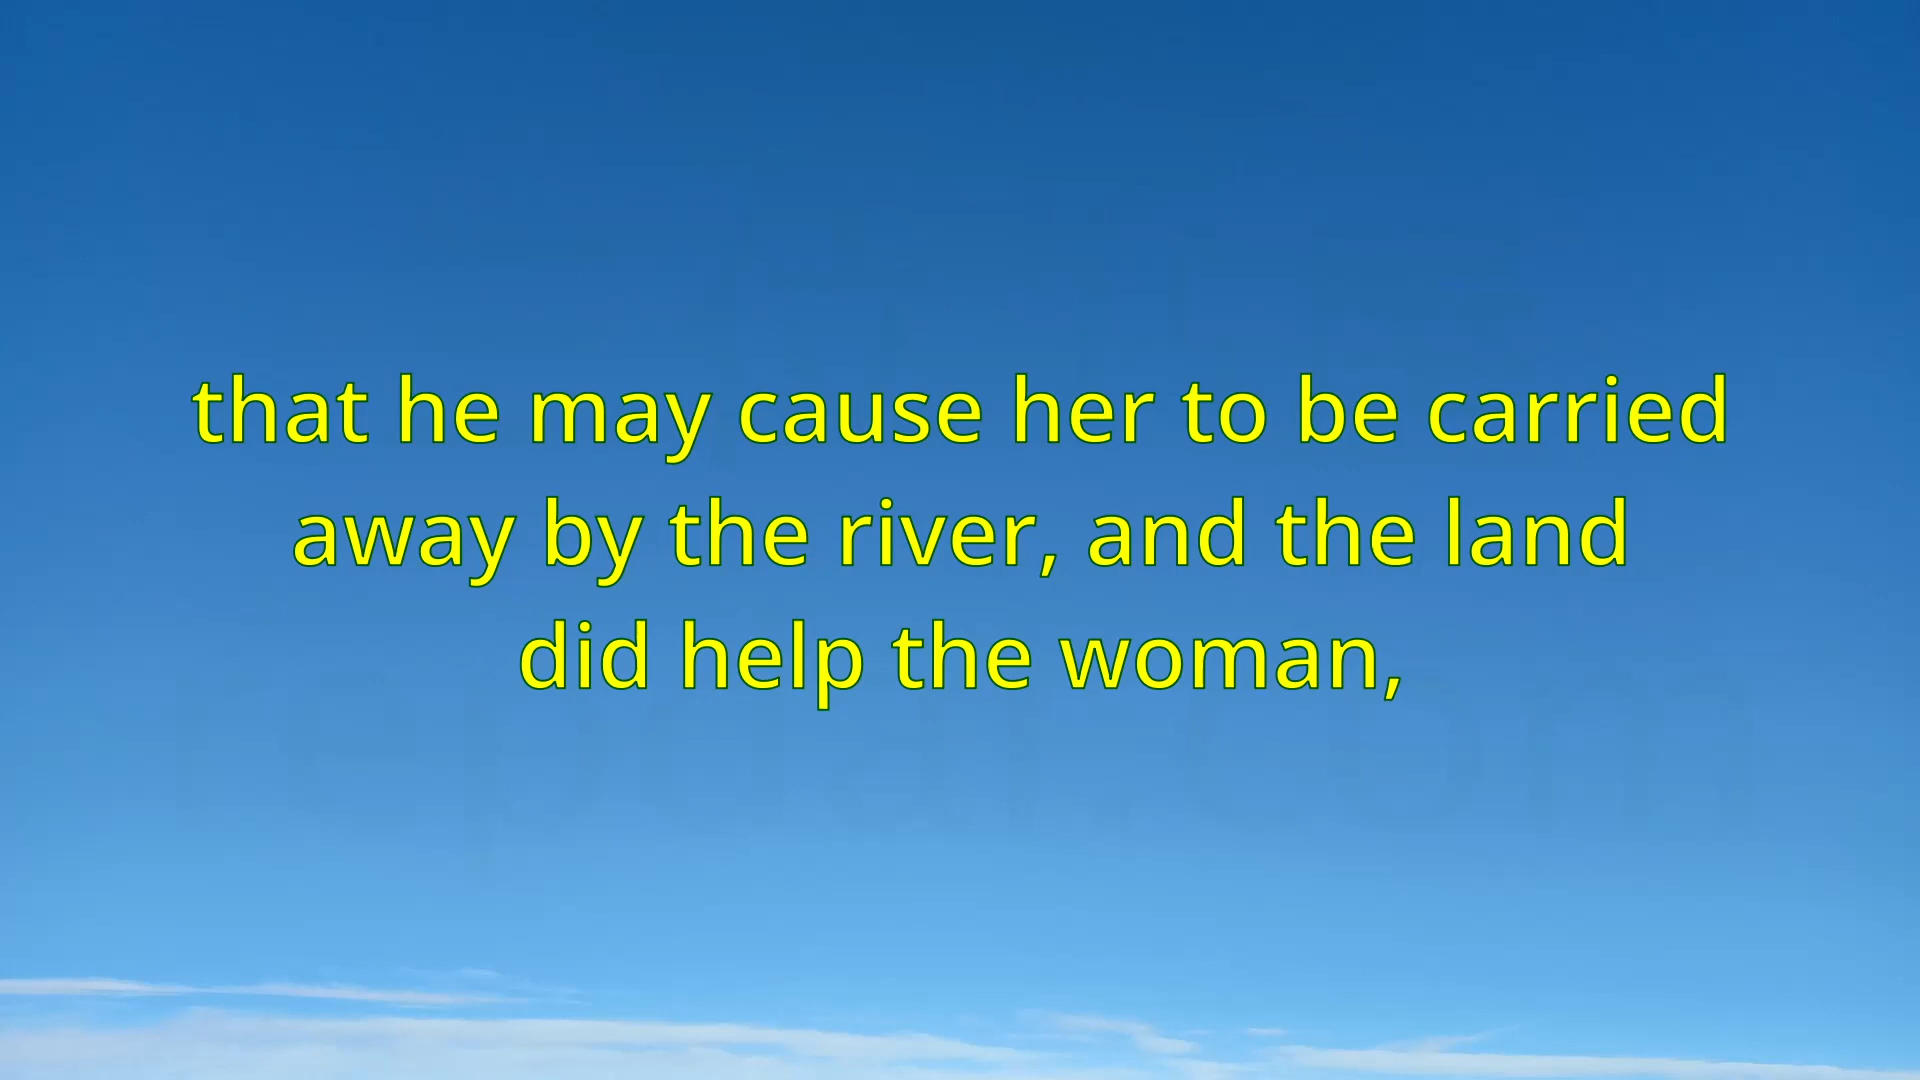 that he may cause her to be carried
away by the river, and the land
did help the woman,